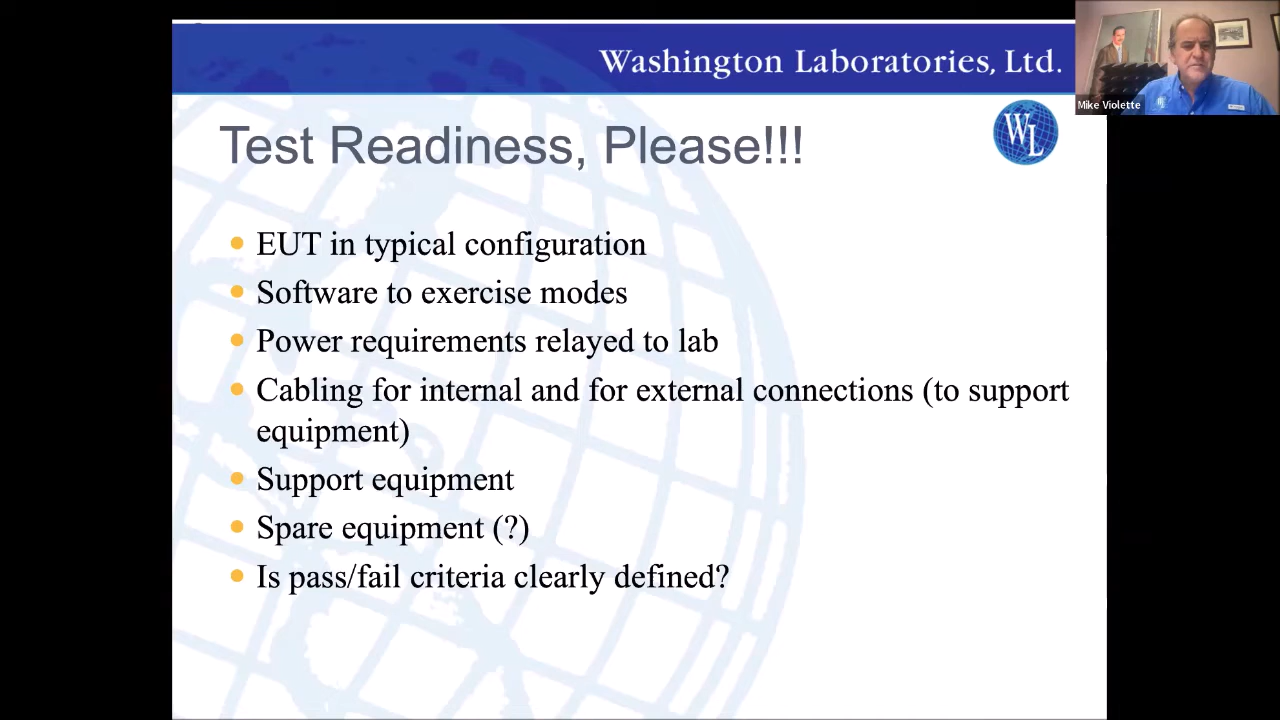 Washington Laboratories, Ltd.
Mike Violette
WL
Test Readiness, Please!!!
EUT in typical configuration
Software to exercise modes
Power requirements relayed to lab
Cabling for internal and for external connections (to support
equipment)
Support equipment
Spare equipment (?)
Is pass/fail criteria clearly defined?